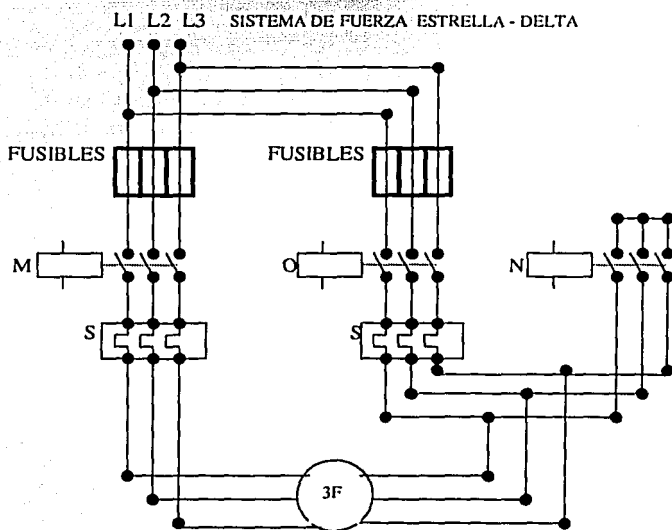 L1 L2 L3 SISTEMA DE FUERZA ESTRELLA - DELTA
FUSIBLES FUSIBLES
M O N
S S
3F